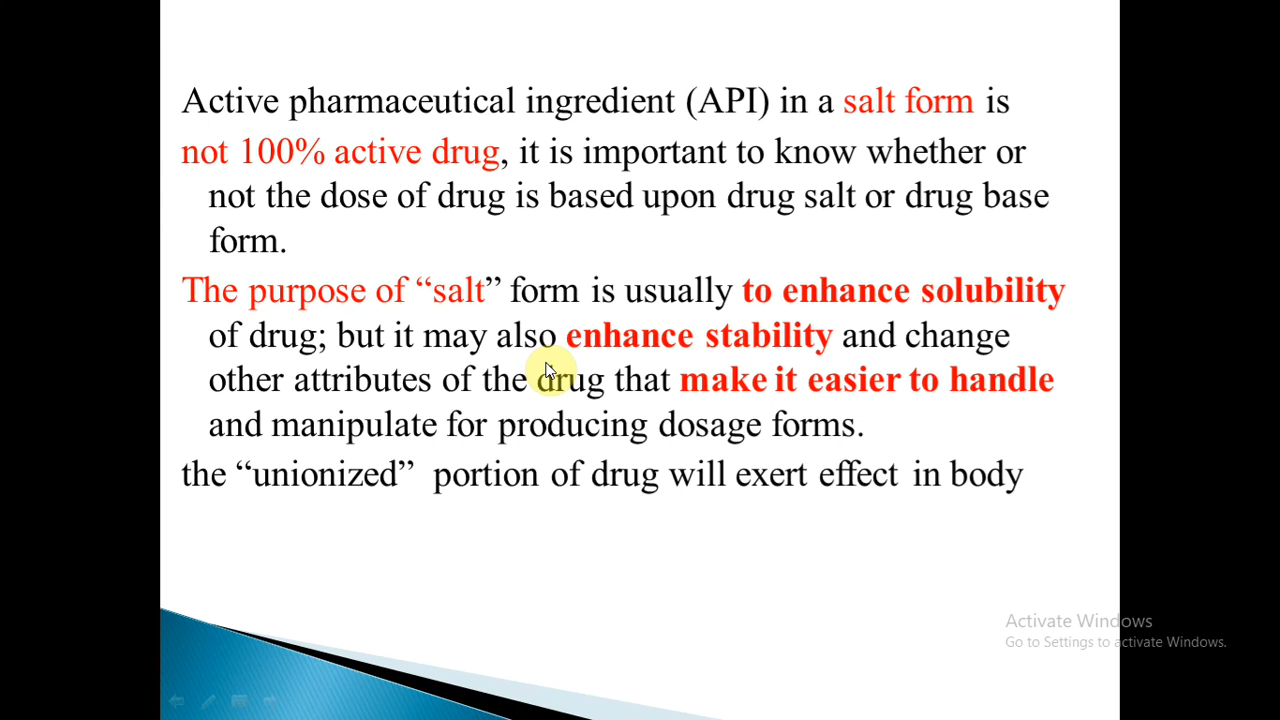 Active pharmaceutical ingredient (API) in a salt form is
not 100% active drug, it is important to know whether or
not the dose of drug is based upon drug salt or drug base
form.
The purpose of “salt” form is usually to enhance solubility
of drug; but it may also enhance stability and change
other attributes of the drug that make it easier to handle
and manipulate for producing dosage forms.
the “unionized” portion of drug will exert effect in body
Activate Windows
Go to Settings to activate Windows.